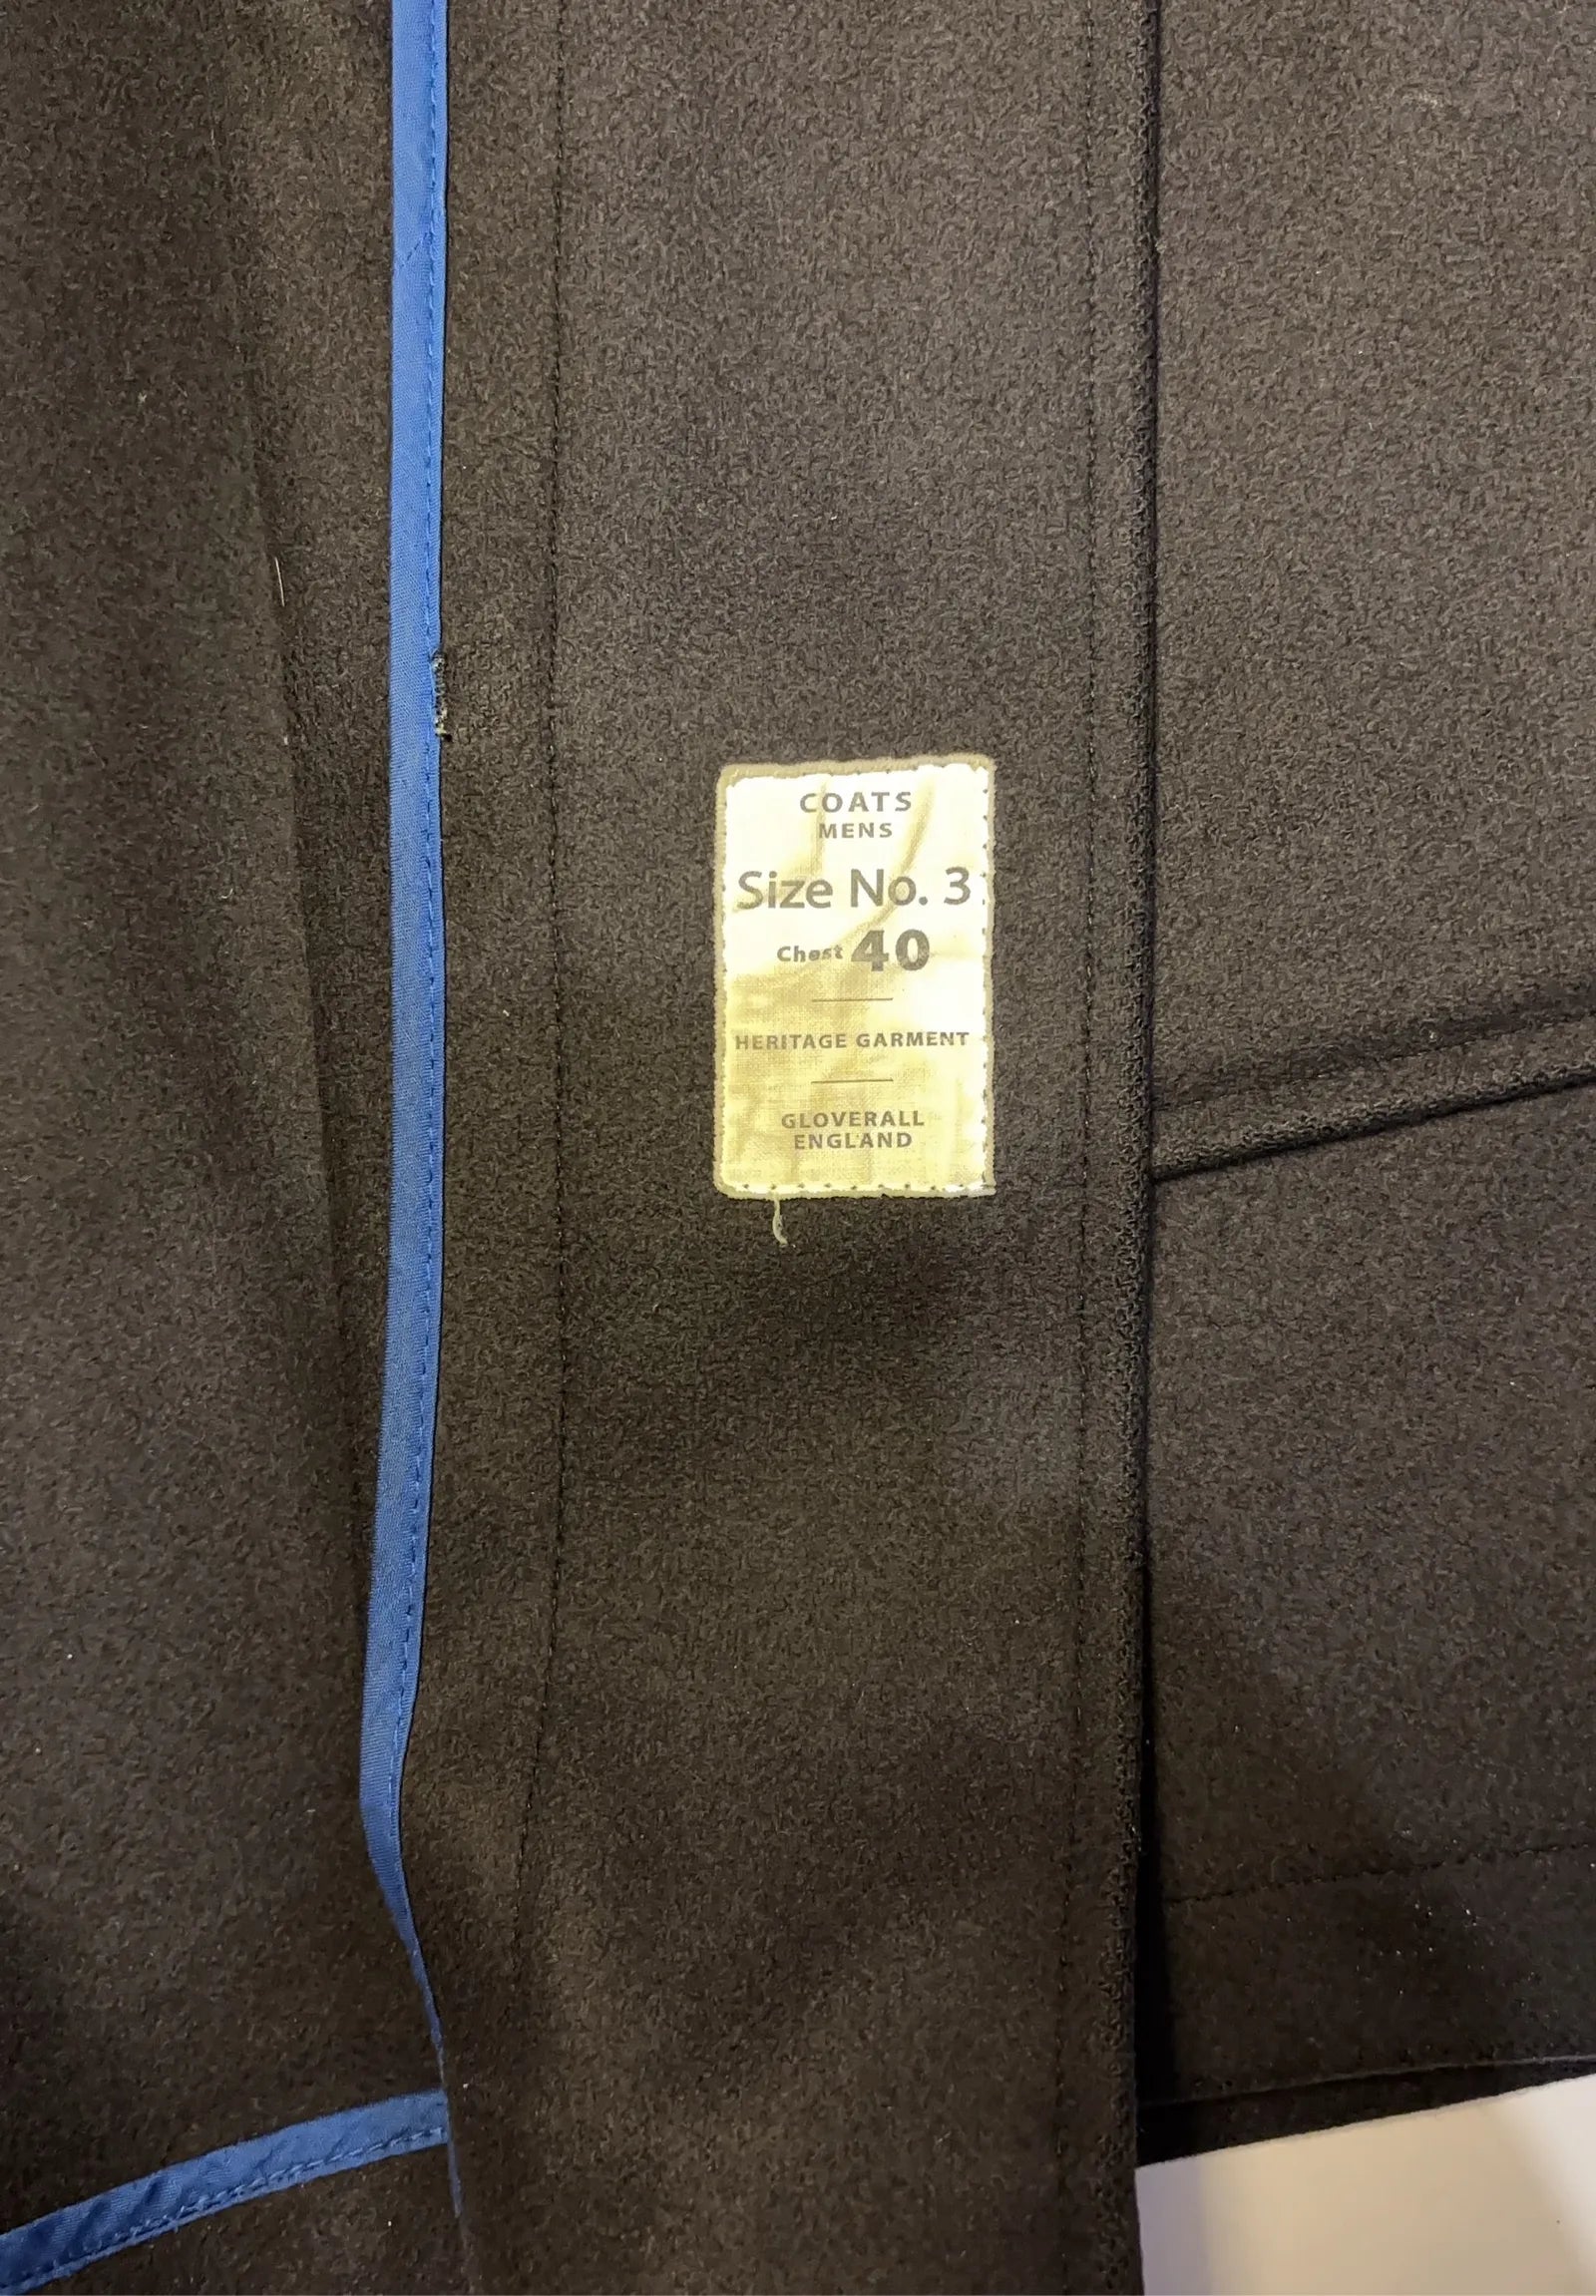 COATS
MENS
Size No. 3
Chest 40
HERITAGE GARMENT
GLOVERALL
ENGLAND